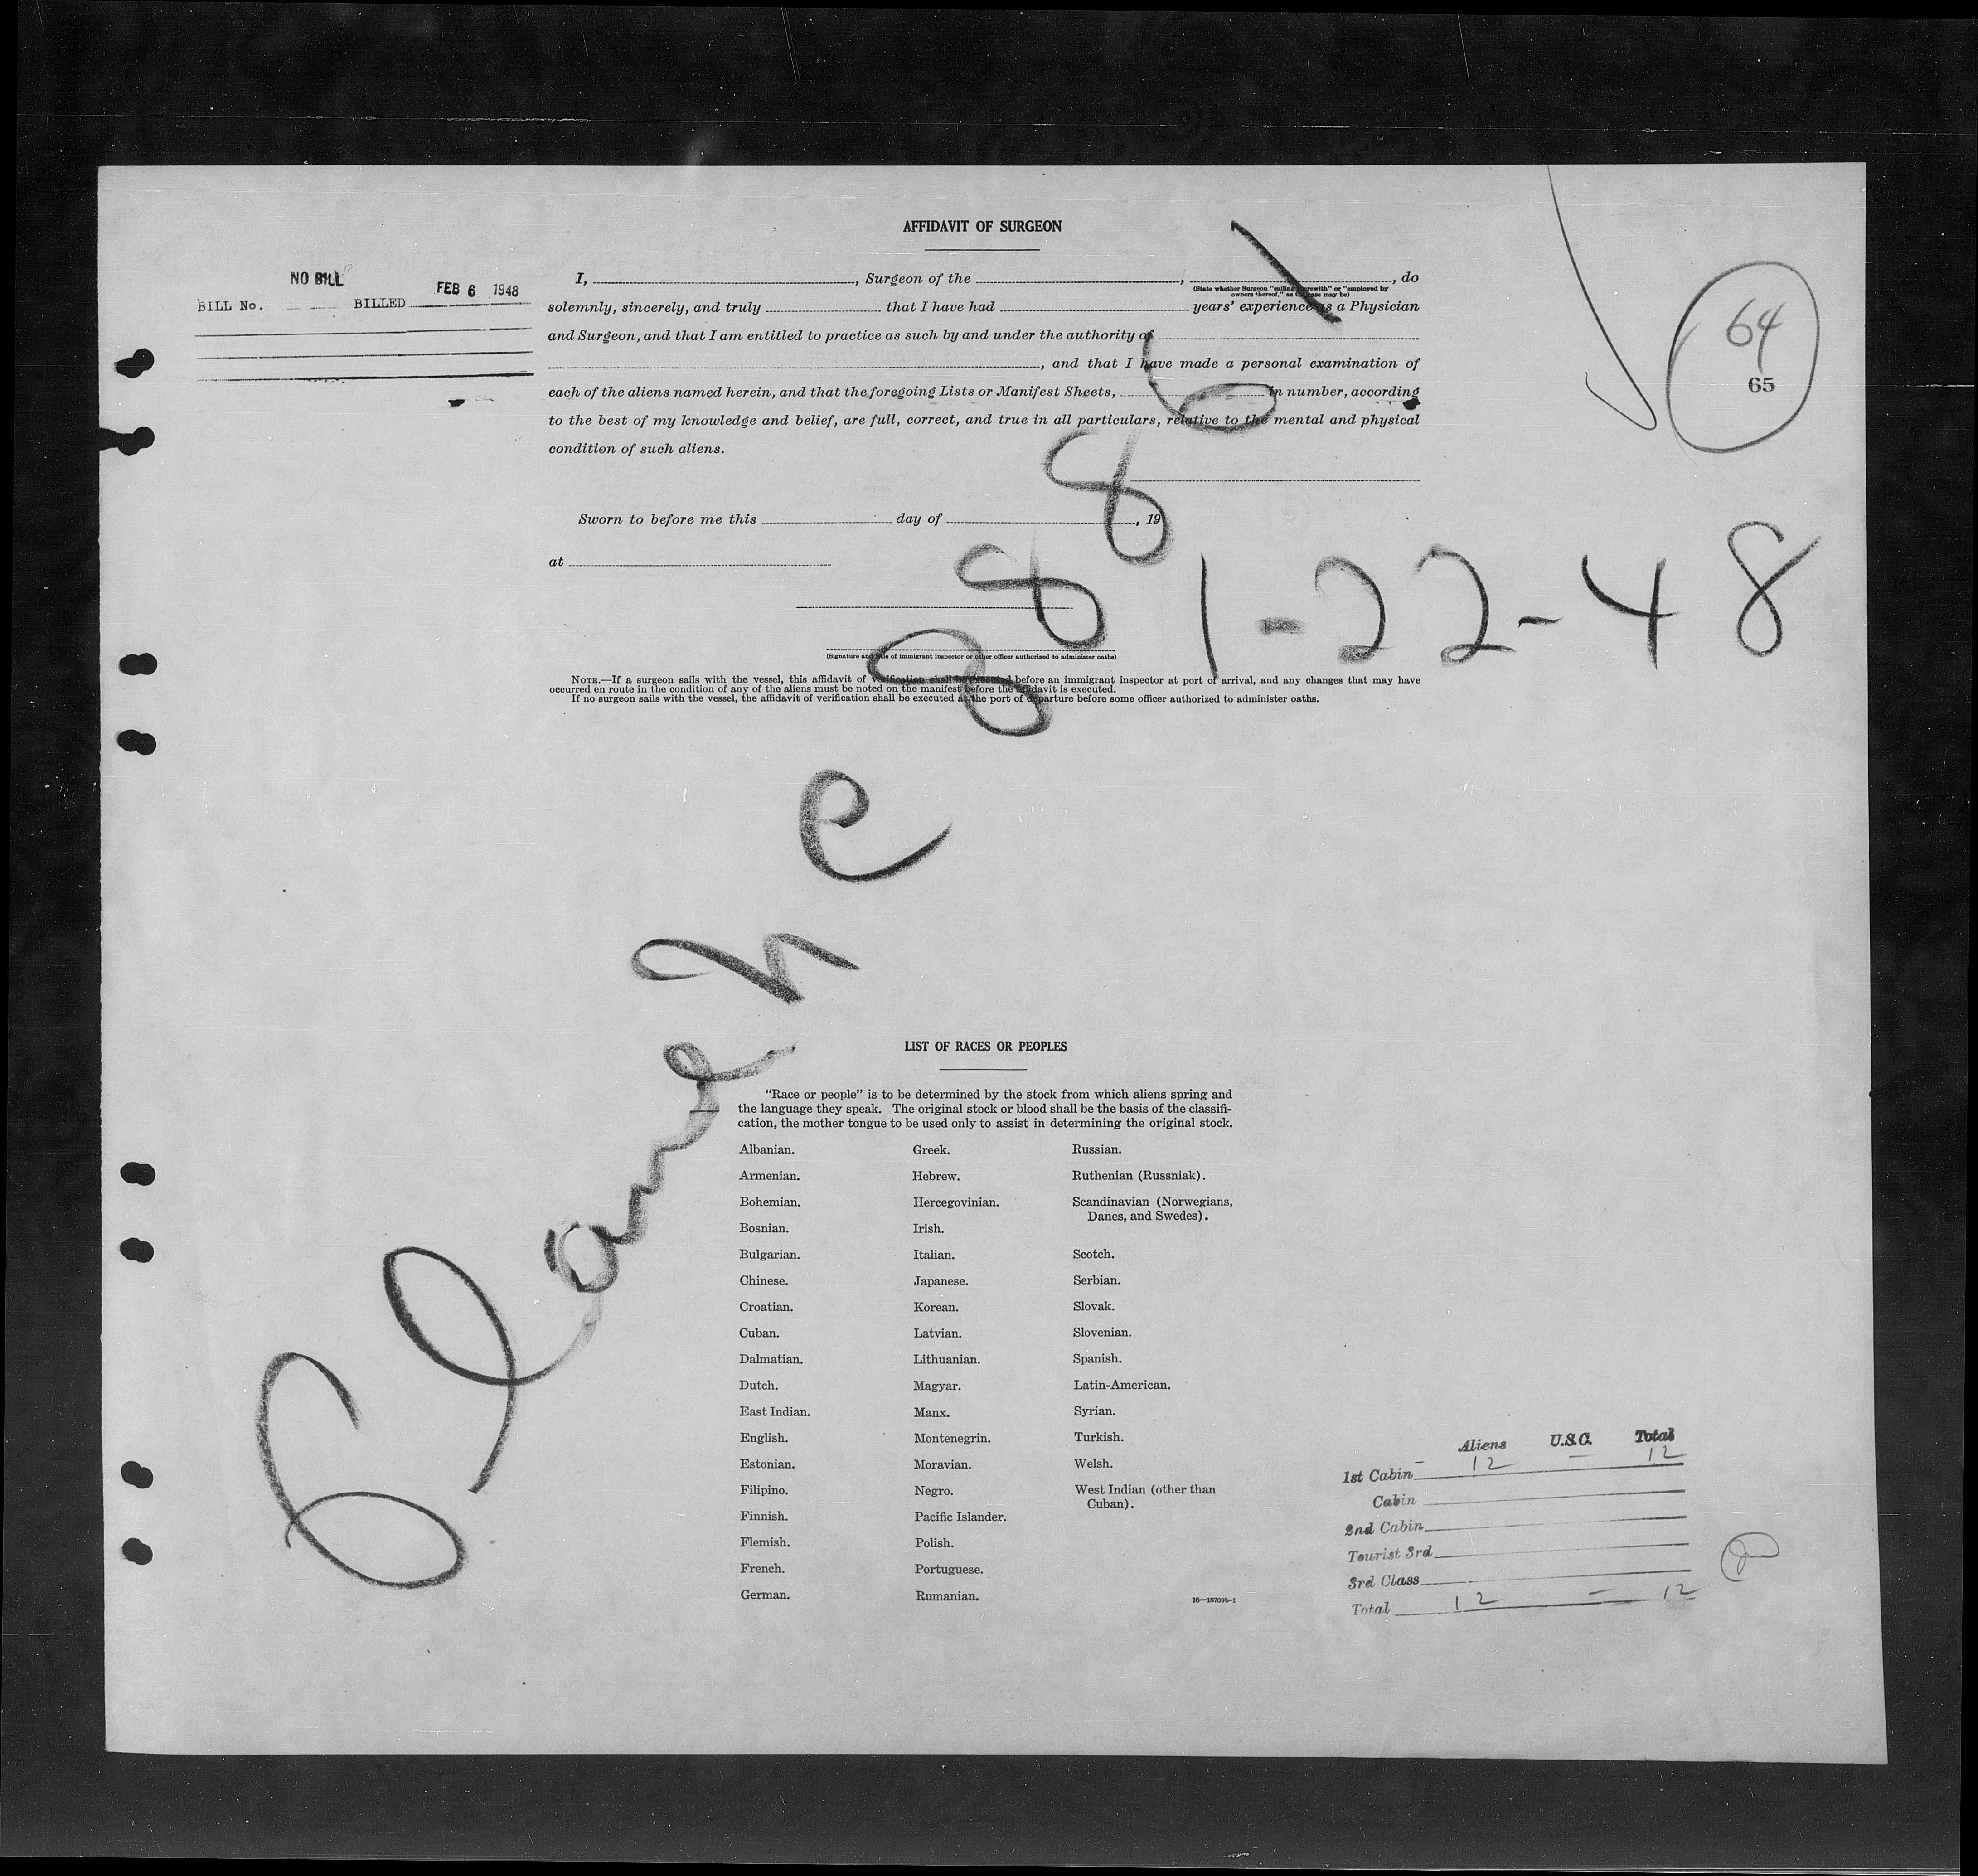 AFFIDAVIT OF SURGEON
NO BILL
BILL No. BILLED FEB 6 1948
I, , Surgeon of the , , do
(State whether Surgeon "sailing therewith" or "employed by
owners thereof," as the case may be)
solemnly, sincerely, and truly that I have had years' experience as a Physician
and Surgeon, and that I am entitled to practice as such by and under the authority of
, and that I have made a personal examination of
each of the aliens named herein, and that the foregoing Lists or Manifest Sheets, in number, according
to the best of my knowledge and belief, are full, correct, and true in all particulars, relative to the mental and physical
condition of such aliens.
64
65
Sworn to before me this day of , 19
at
(Signature and title of immigrant inspector or other officer authorized to administer oaths)
NOTE.—If a surgeon sails with the vessel, this affidavit of verification shall be executed before an immigrant inspector at port of arrival, and any changes that may have
occurred en route in the condition of any of the aliens must be noted on the manifest before the affidavit is executed.
If no surgeon sails with the vessel, the affidavit of verification shall be executed at the port of departure before some officer authorized to administer oaths.
88861
1-22-48
LIST OF RACES OR PEOPLES
"Race or people" is to be determined by the stock from which aliens spring and
the language they speak. The original stock or blood shall be the basis of the classifi-
cation, the mother tongue to be used only to assist in determining the original stock.
Albanian.
Armenian.
Bohemian.
Bosnian.
Bulgarian.
Chinese.
Croatian.
Cuban.
Dalmatian.
Dutch.
East Indian.
English.
Estonian.
Filipino.
Finnish.
Flemish.
French.
German.
Greek.
Hebrew.
Hercegovinian.
Irish.
Italian.
Japanese.
Korean.
Latvian.
Lithuanian.
Magyar.
Manx.
Montenegrin.
Moravian.
Negro.
Pacific Islander.
Polish.
Portuguese.
Rumanian.
Russian.
Ruthenian (Russniak).
Scandinavian (Norwegians,
Danes, and Swedes).
Scotch.
Serbian.
Slovak.
Slovenian.
Spanish.
Latin-American.
Syrian.
Turkish.
Welsh.
West Indian (other than
Cuban).
16—18709b-1
Aliens U.S.C. Total
1st Cabin 12 – 12
Cabin
2nd Cabin
Tourist 3rd
3rd Class
Total 12 – 12